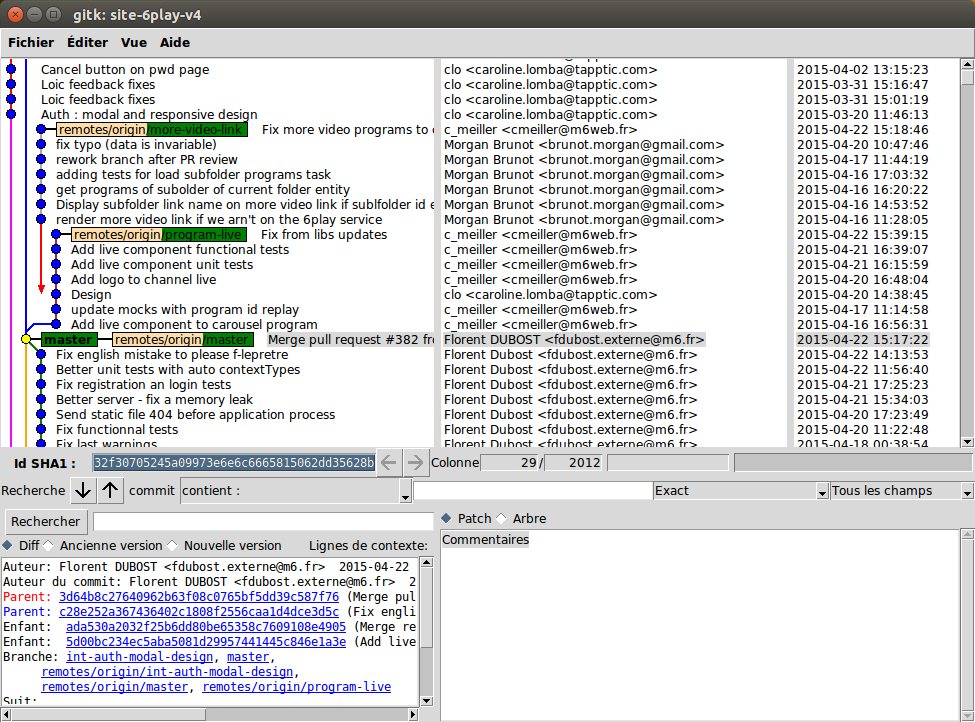 gitk: site-6play-v4
Fichier Éditer Vue Aide
Cancel button on pwd page clo <caroline.lomba@tapptic.com> 2015-04-02 13:15:23
Loic feedback fixes clo <caroline.lomba@tapptic.com> 2015-03-31 15:16:47
Loic feedback fixes clo <caroline.lomba@tapptic.com> 2015-03-31 15:01:19
Auth : modal and responsive design clo <caroline.lomba@tapptic.com> 2015-03-20 11:46:13
remotes/origin/more-video-link Fix more video programs to c_meiller <cmeiller@m6web.fr> 2015-04-22 15:18:46
fix typo (data is invariable) Morgan Brunot <brunot.morgan@gmail.com> 2015-04-20 10:47:46
rework branch after PR review Morgan Brunot <brunot.morgan@gmail.com> 2015-04-17 11:44:19
adding tests for load subfolder programs task Morgan Brunot <brunot.morgan@gmail.com> 2015-04-16 17:03:32
get programs of subolder of current folder entity Morgan Brunot <brunot.morgan@gmail.com> 2015-04-16 16:20:22
Display subfolder link name on more video link if sublfolder id e Morgan Brunot <brunot.morgan@gmail.com> 2015-04-16 14:53:52
render more video link if we arn't on the 6play service Morgan Brunot <brunot.morgan@gmail.com> 2015-04-16 11:28:05
remotes/origin/program-live Fix from libs updates c_meiller <cmeiller@m6web.fr> 2015-04-22 15:39:15
Add live component functional tests c_meiller <cmeiller@m6web.fr> 2015-04-21 16:39:07
Add live component unit tests c_meiller <cmeiller@m6web.fr> 2015-04-21 16:15:59
Add logo to channel live c_meiller <cmeiller@m6web.fr> 2015-04-20 16:48:04
Design clo <caroline.lomba@tapptic.com> 2015-04-20 14:38:45
update mocks with program id replay c_meiller <cmeiller@m6web.fr> 2015-04-17 11:14:58
Add live component to carousel program c_meiller <cmeiller@m6web.fr> 2015-04-16 16:56:31
master remotes/origin/master Merge pull request #382 fr Florent DUBOST <fdubost.externe@m6.fr> 2015-04-22 15:17:22
Fix english mistake to please f-lepretre Florent Dubost <fdubost.externe@m6.fr> 2015-04-22 14:13:53
Better unit tests with auto contextTypes Florent Dubost <fdubost.externe@m6.fr> 2015-04-22 11:56:40
Fix registration an login tests Florent Dubost <fdubost.externe@m6.fr> 2015-04-21 17:25:23
Better server - fix a memory leak Florent Dubost <fdubost.externe@m6.fr> 2015-04-21 15:34:03
Send static file 404 before application process Florent Dubost <fdubost.externe@m6.fr> 2015-04-20 17:23:49
Fix functionnal tests Florent Dubost <fdubost.externe@m6.fr> 2015-04-20 11:22:48
Fix last warnings Florent Dubost <fdubost.externe@m6.fr> 2015-04-18 00:38:54
Id SHA1 : 32f30705245a09973e6e6c6665815062dd35628b Colonne 29 / 2012
Recherche commit contient : Exact Tous les champs
Rechercher
Patch Arbre
Diff Ancienne version Nouvelle version Lignes de contexte:
Commentaires
Auteur: Florent DUBOST <fdubost.externe@m6.fr> 2015-04-22
Auteur du commit: Florent DUBOST <fdubost.externe@m6.fr> 2
Parent: 3d64b8c27640962b63f08c0765bf5dd39c587f76 (Merge pul
Parent: c28e252a367436402c1808f2556caa1d4dce3d5c (Fix engli
Enfant: ada530a2032f25b6dd80be65358c7609108e4905 (Merge re
Enfant: 5d00bc234ec5aba5081d29957441445c846e1a3e (Add live
Branche: int-auth-modal-design, master,
remotes/origin/int-auth-modal-design,
remotes/origin/master, remotes/origin/program-live
Suit: